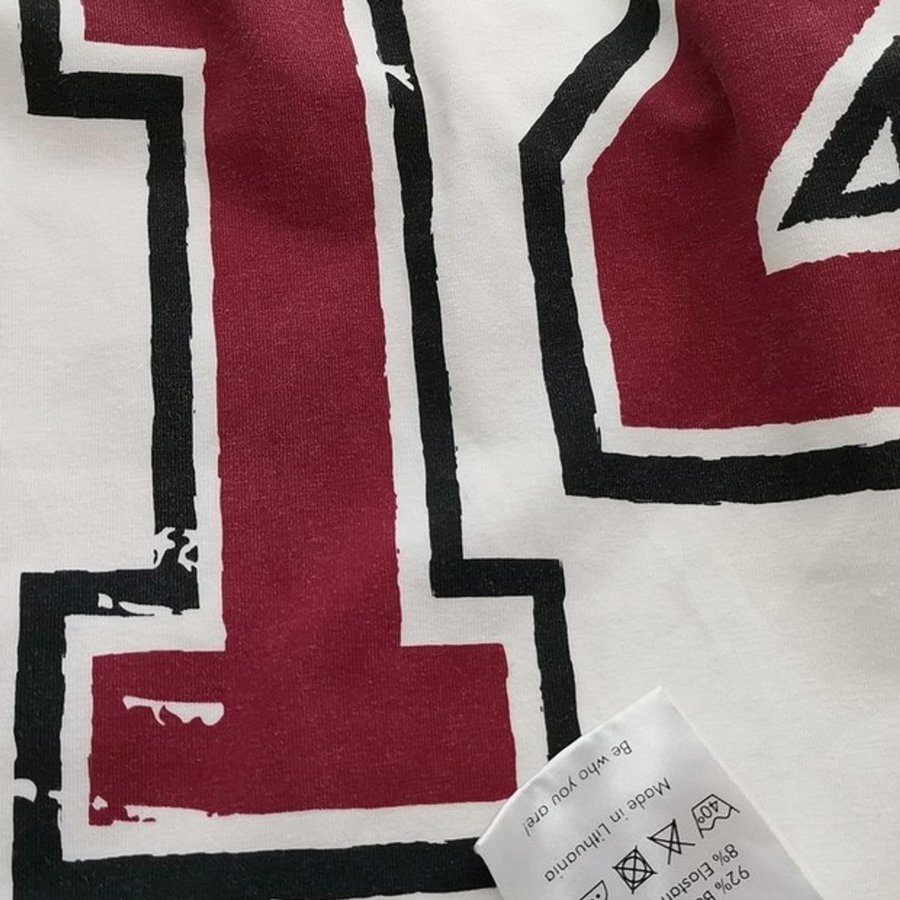 14
92%
8% Elastan
40°
Made in Lithuania
Be who you are!